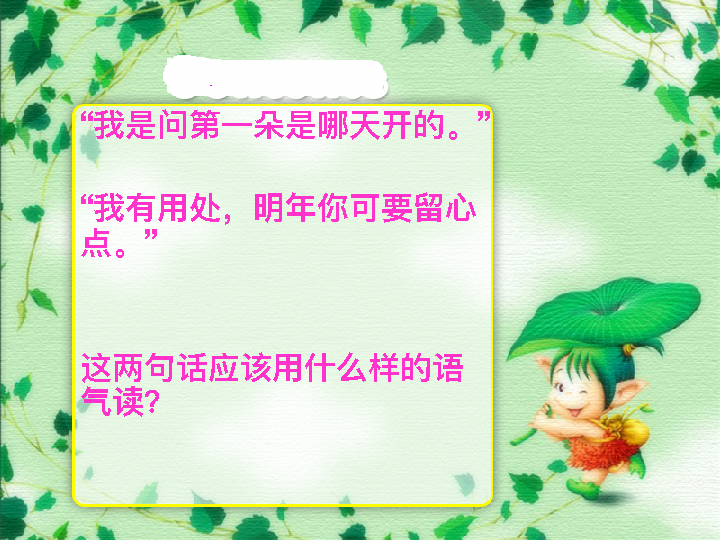 “我是问第一朵是哪天开的。”
“我有用处，明年你可要留心
点。”
这两句话应该用什么样的语
气读？